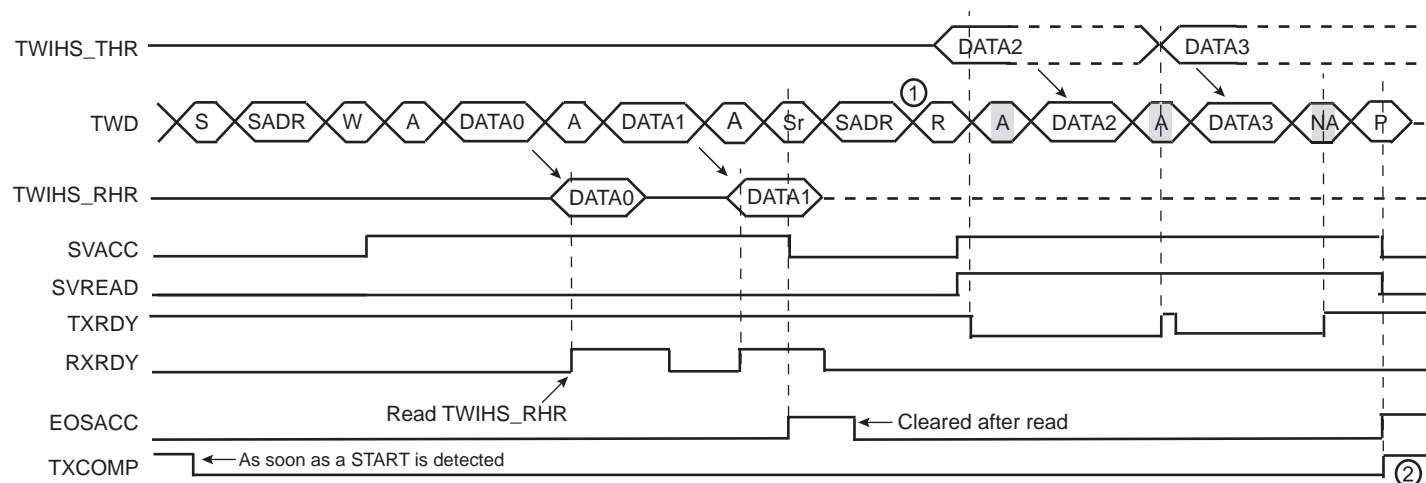 TWIHS_THR DATA2 DATA3
①
TWD S SADR W A DATA0 A DATA1 A Sr SADR R A DATA2 A DATA3 NA P
TWIHS_RHR DATA0 DATA1
SVACC
SVREAD
TXRDY
RXRDY
Read TWIHS_RHR
EOSACC Cleared after read
TXCOMP As soon as a START is detected ②